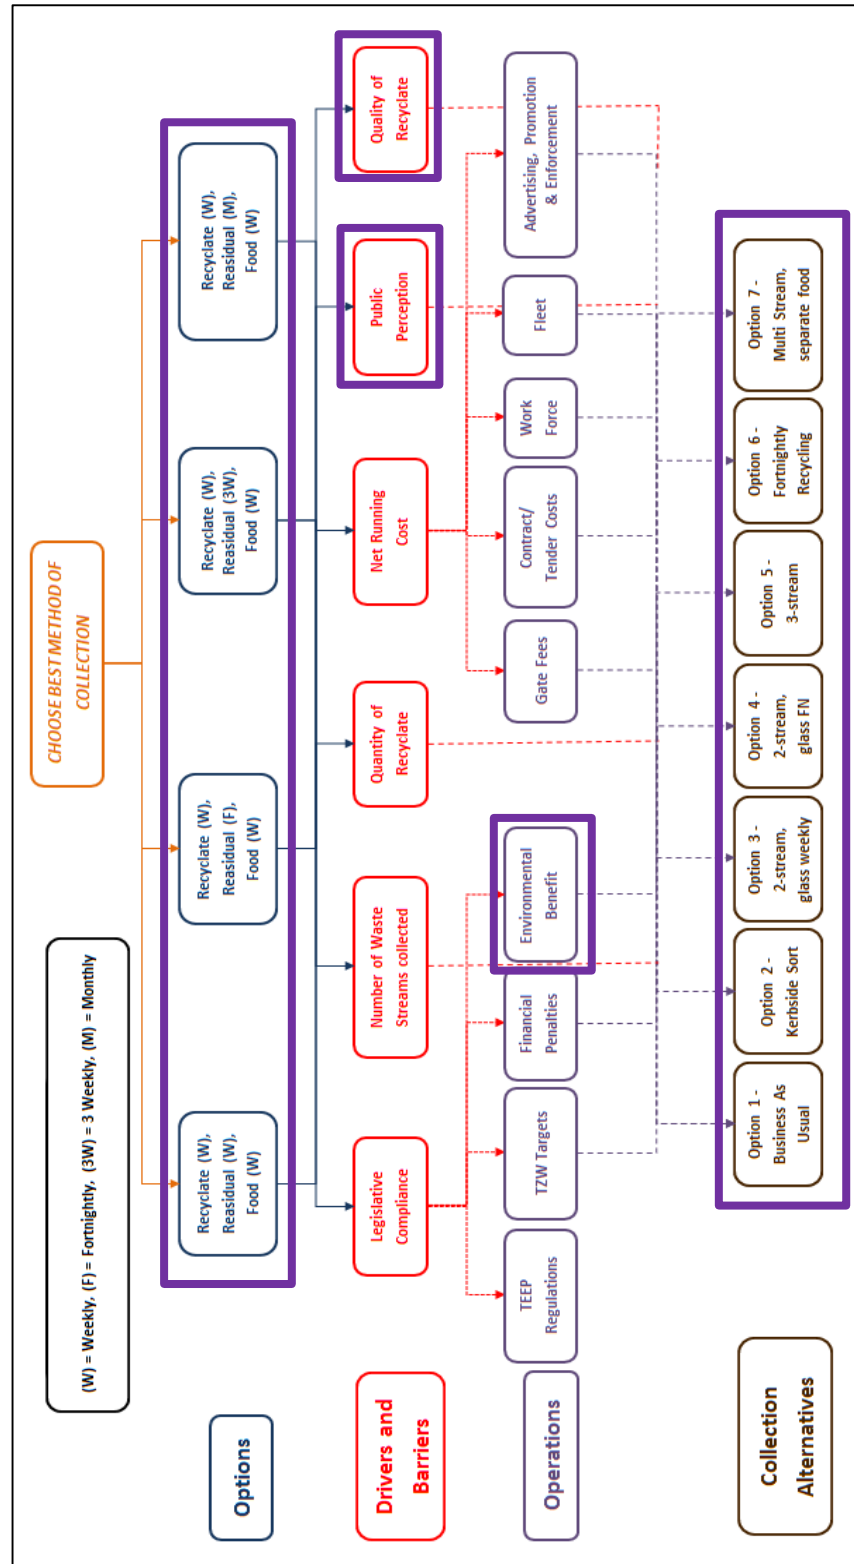 CHOOSE BEST METHOD OF
COLLECTION
(W) = Weekly, (F) = Fortnightly, (3W) = 3 Weekly, (M) = Monthly
Options
Recyclate (W),
Reasidual (W),
Food (W)
Recyclate (W),
Reasidual (F),
Food (W)
Recyclate (W),
Reasidual (3W),
Food (W)
Recyclate (W),
Reasidual (M),
Food (W)
Drivers and
Barriers
Legislative
Compliance
Number of Waste
Streams collected
Quantity of
Recyclate
Net Running
Cost
Public
Perception
Quality of
Recyclate
Operations
TEEP
Regulations
TZW Targets
Financial
Penalties
Environmental
Benefit
Gate Fees
Contract/
Tender Costs
Work
Force
Fleet
Advertising, Promotion
& Enforcement
Collection
Alternatives
Option 1 -
Business As
Usual
Option 2 -
Kerbside Sort
Option 3 -
2-stream,
glass weekly
Option 4 -
2-stream,
glass FN
Option 5 -
3-stream
Option 6 -
Fortnightly
Recycling
Option 7 -
Multi Stream,
separate food